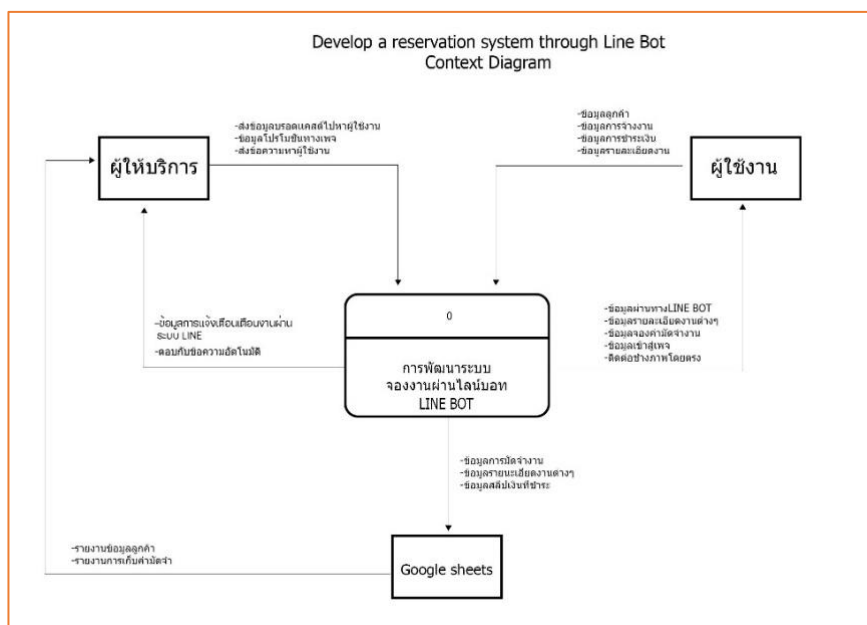 Develop a reservation system through Line Bot
Context Diagram
-ส่งข้อมูลบรอดแคสต์ไปหาผู้ใช้งาน
-ข้อมูลโปรโมชั่นทางเพจ
-ส่งข้อความหาผู้ใช้งาน
-ข้อมูลลูกค้า
-ข้อมูลการจ้างงาน
-ข้อมูลการชำระเงิน
-ข้อมูลรายละเอียดงาน
ผู้ให้บริการ
ผู้ใช้งาน
-ข้อมูลการแจ้งเตือนเตือนงานผ่าน
ระบบ LINE
-ตอบกับข้อความอัตโนมัติ
0
การพัฒนาระบบ
จองงานผ่านไลน์บอท
LINE BOT
-ข้อมูลผ่านทางLINE BOT
-ข้อมูลรายละเอียดงานต่างๆ
-ข้อมูลจองค่ามัดจำงาน
-ข้อมูลเข้าสู่เพจ
-ติดต่อช่างภาพโดยตรง
-ข้อมูลการมัดจำงาน
-ข้อมูลรายนะเอียดงานต่างๆ
-ข้อมูลสลิปเงินที่ชำระ
-รายงานข้อมูลลูกค้า
-รายงานการเก็บค่ามัดจำ
Google sheets